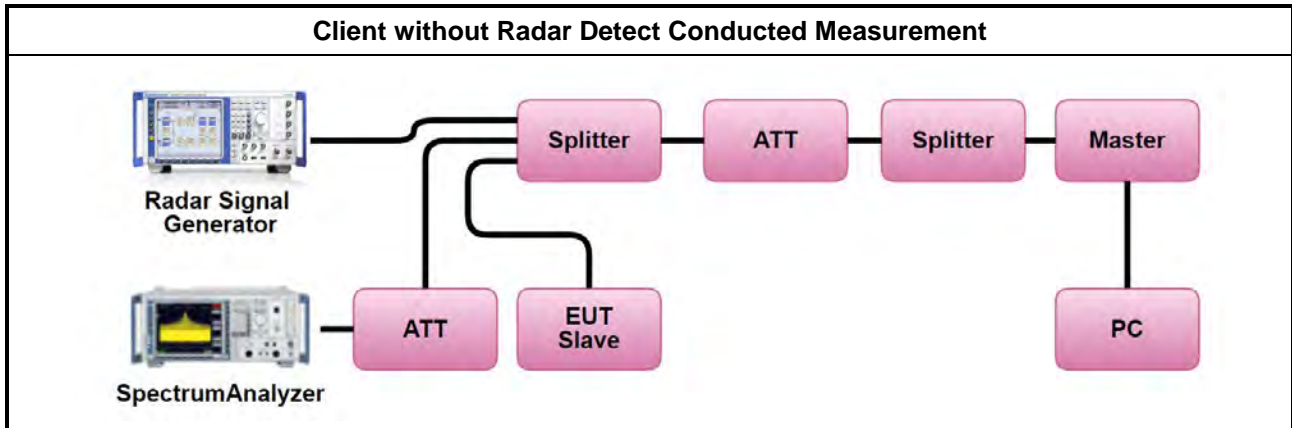 Client without Radar Detect Conducted Measurement
Radar Signal
Generator
Splitter
ATT
Splitter
Master
SpectrumAnalyzer
ATT
EUT
Slave
PC